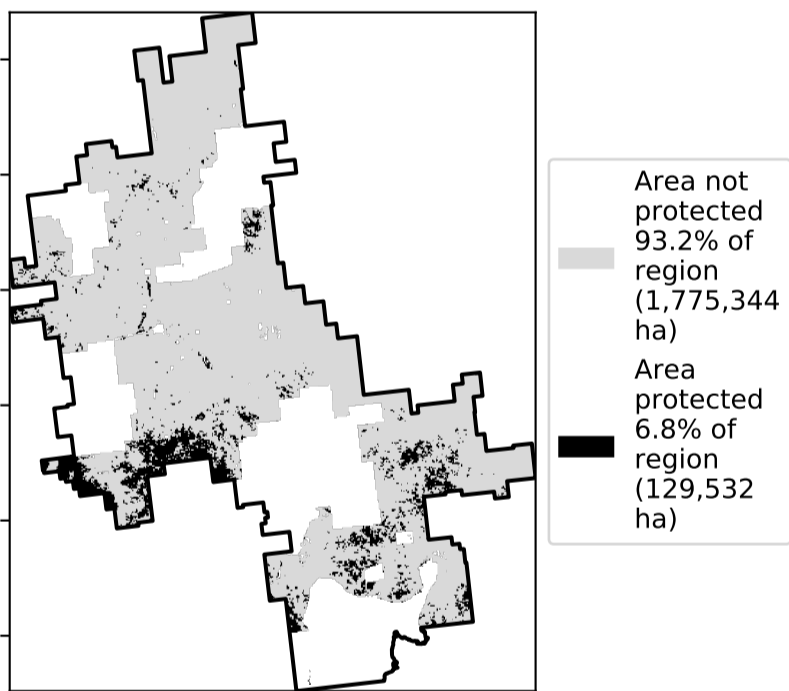 Area not
protected
93.2% of
region
(1,775,344
ha)
Area
protected
6.8% of
region
(129,532
ha)